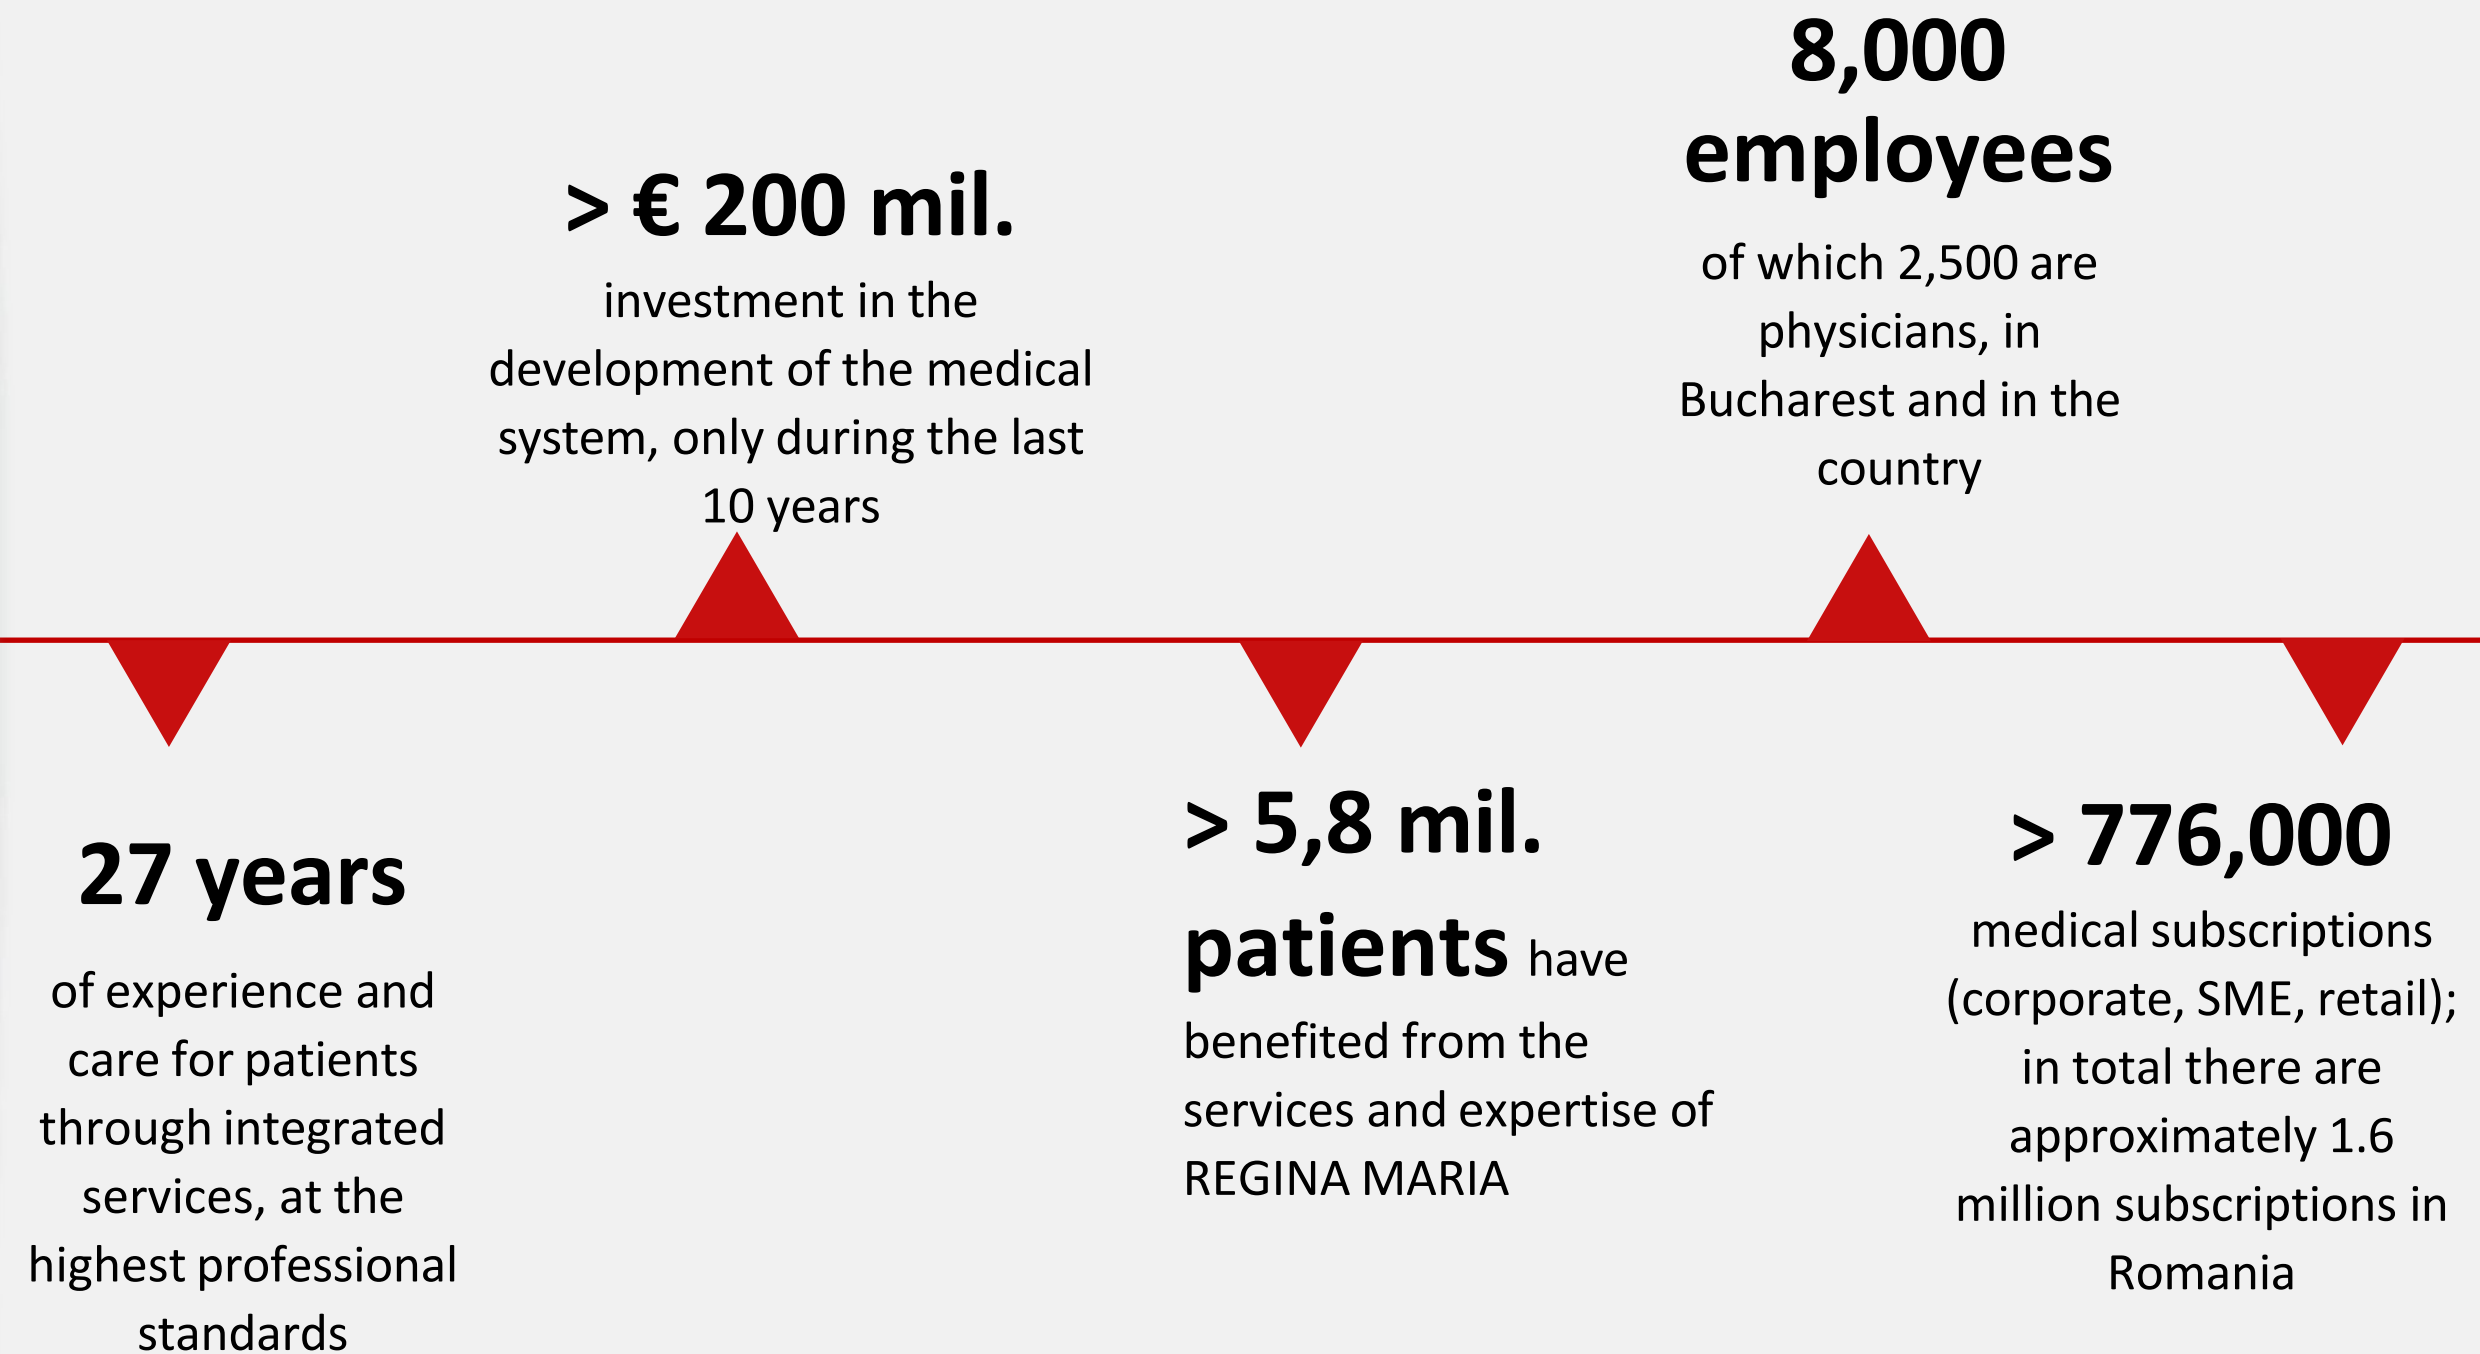 8,000
employees
of which 2,500 are
physicians, in
Bucharest and in the
country
> € 200 mil.
investment in the
development of the medical
system, only during the last
10 years
27 years
of experience and
care for patients
through integrated
services, at the
highest professional
standards
> 5,8 mil.
patients have
benefited from the
services and expertise of
REGINA MARIA
> 776,000
medical subscriptions
(corporate, SME, retail);
in total there are
approximately 1.6
million subscriptions in
Romania